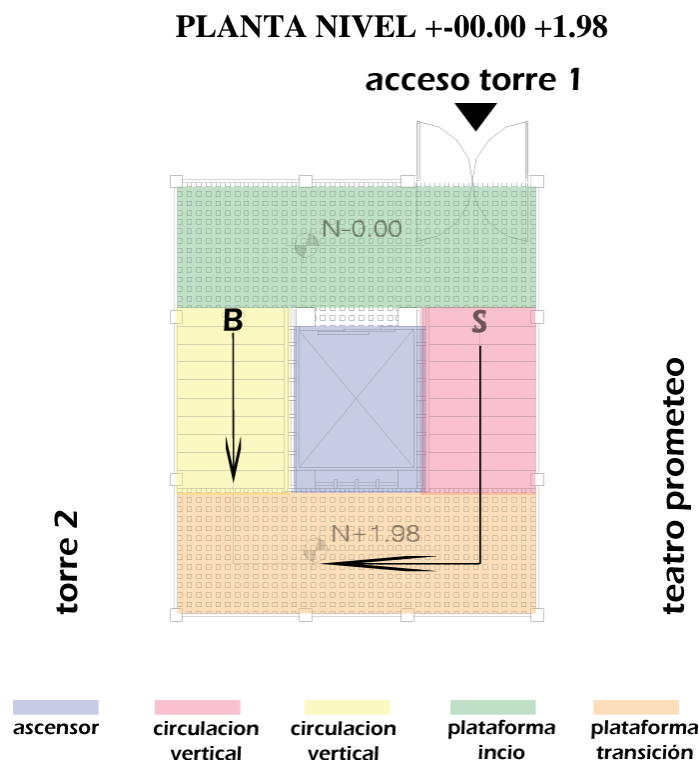 PLANTA NIVEL +-00.00 +1.98
acceso torre 1
N-0.00
B
S
teatro prometeo
torre 2
N+1.98
ascensor
circulacion
vertical
circulacion
vertical
plataforma
incio
plataforma
transición